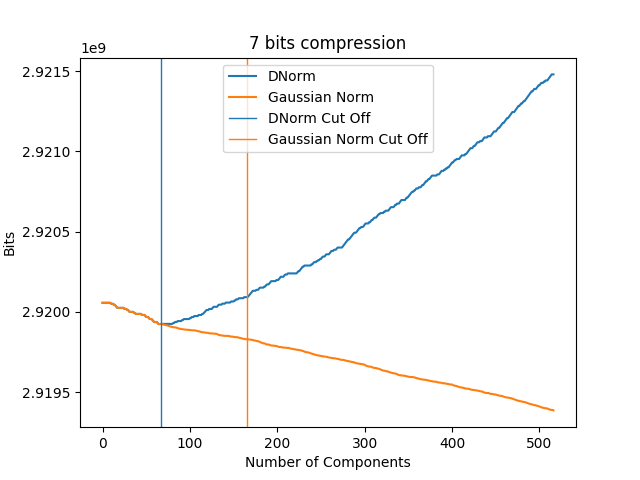 7 bits compression
1e9
2.9215
2.9210
2.9205
2.9200
2.9195
Bits
DNorm
Gaussian Norm
DNorm Cut Off
Gaussian Norm Cut Off
0 100 200 300 400 500
Number of Components